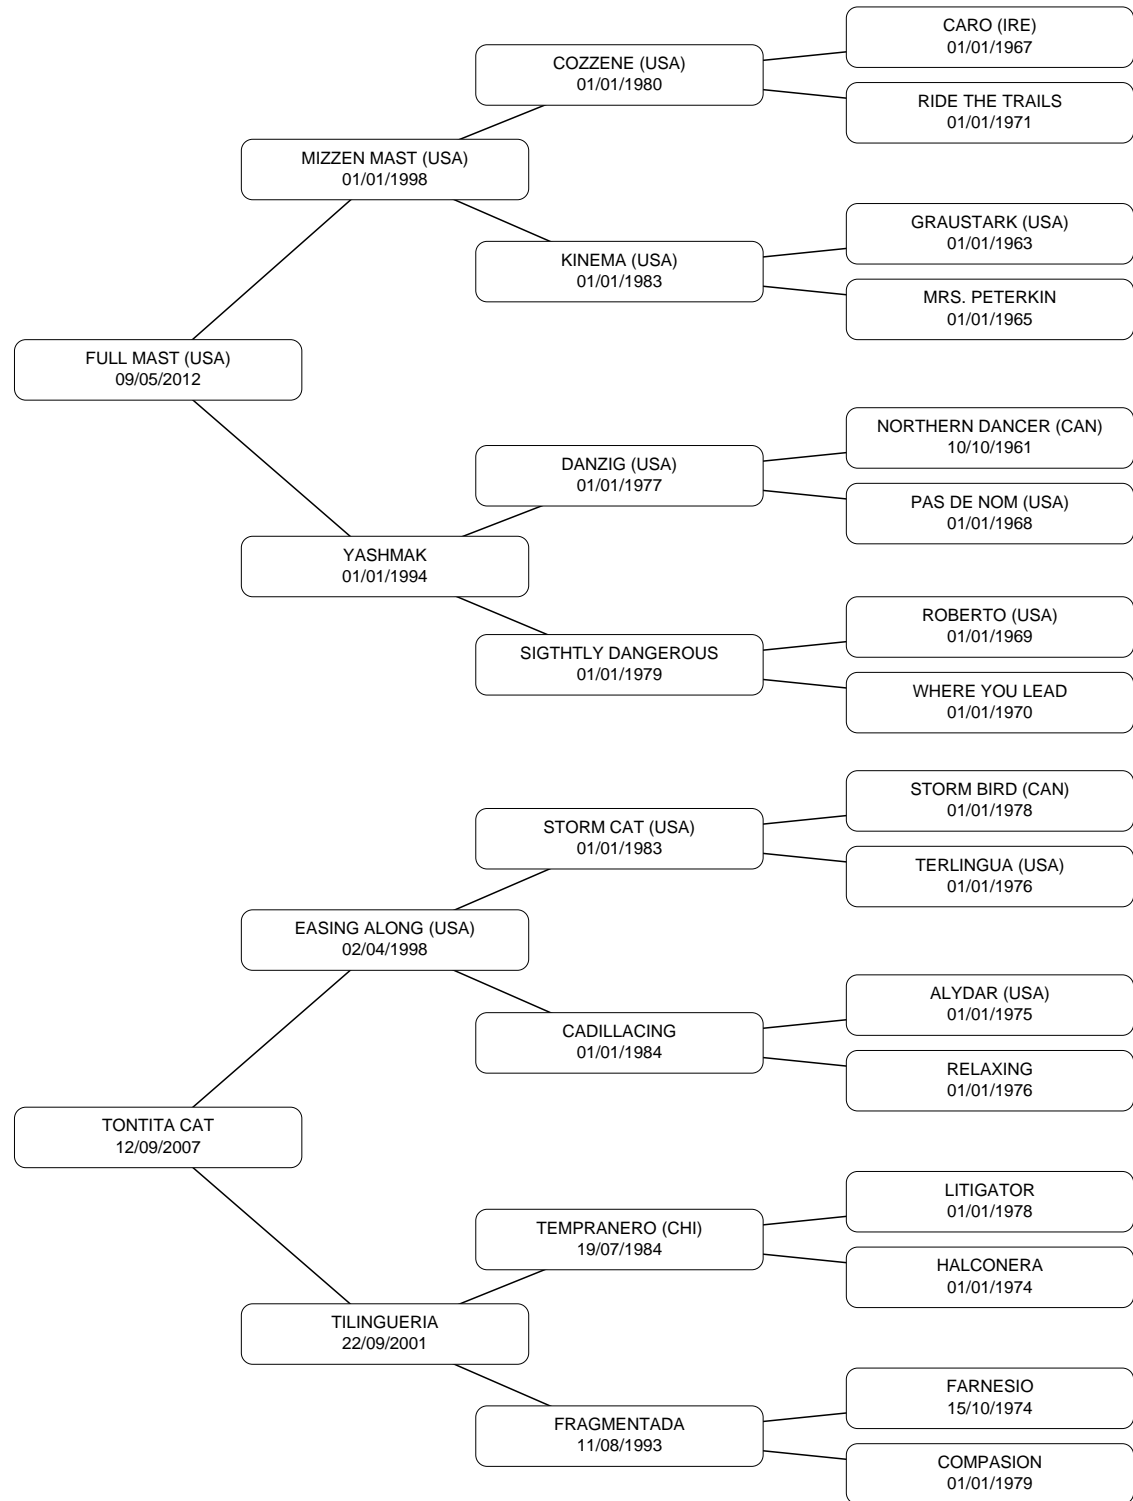 CARO (IRE)
01/01/1967
COZZENE (USA)
01/01/1980
RIDE THE TRAILS
01/01/1971
MIZZEN MAST (USA)
01/01/1998
GRAUSTARK (USA)
01/01/1963
KINEMA (USA)
01/01/1983
MRS. PETERKIN
01/01/1965
FULL MAST (USA)
09/05/2012
NORTHERN DANCER (CAN)
10/10/1961
DANZIG (USA)
01/01/1977
PAS DE NOM (USA)
01/01/1968
YASHMAK
01/01/1994
ROBERTO (USA)
01/01/1969
SIGTHTLY DANGEROUS
01/01/1979
WHERE YOU LEAD
01/01/1970
STORM BIRD (CAN)
01/01/1978
STORM CAT (USA)
01/01/1983
TERLINGUA (USA)
01/01/1976
EASING ALONG (USA)
02/04/1998
ALYDAR (USA)
01/01/1975
CADILLACING
01/01/1984
RELAXING
01/01/1976
TONTITA CAT
12/09/2007
LITIGATOR
01/01/1978
TEMPRANERO (CHI)
19/07/1984
HALCONERA
01/01/1974
TILINGUERIA
22/09/2001
FARNESIO
15/10/1974
FRAGMENTADA
11/08/1993
COMPASION
01/01/1979